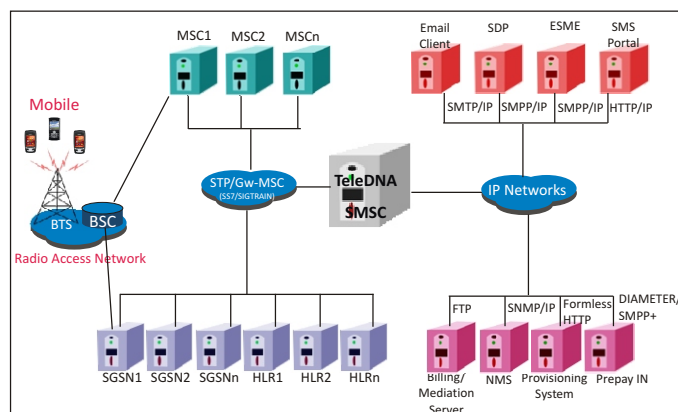 MSC1
MSC2
MSCn
Email
Client
SDP
ESME
SMS
Portal
SMTP/IP
SMPP/IP
SMPP/IP
HTTP/IP
Mobile
STP/Gw-MSC
(SS7/SIGTRAIN)
TeleDNA
SMSC
IP Networks
BTS
BSC
Radio Access Network
FTP
SNMP/IP
Formless
HTTP
DIAMETER/
SMPP+
SGSN1
SGSN2
SGSNn
HLR1
HLR2
HLRn
Billing/
Mediation
Server
NMS
Provisioning
System
Prepay IN